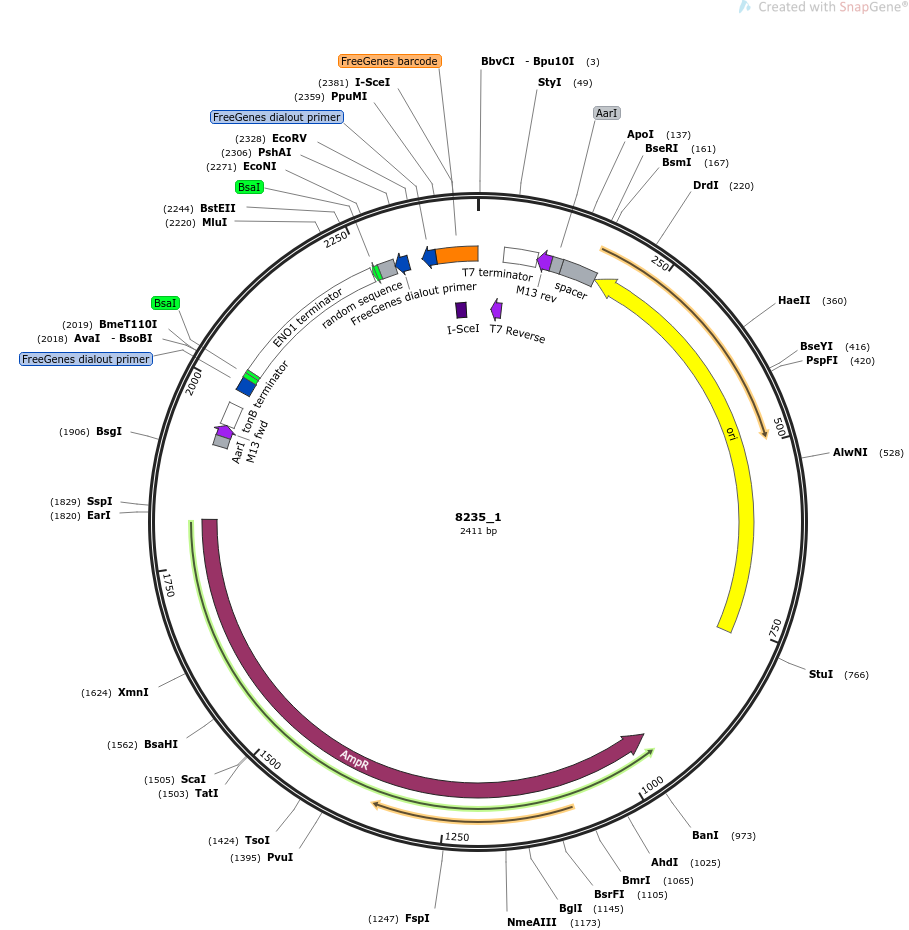 Created with SnapGene®
FreeGenes barcode
BbvCI - Bpu10I (3)
(2381) I-SceI
StyI (49)
(2359) PpuMI
AarI
FreeGenes dialout primer
ApoI (137)
(2328) EcoRV
BseRI (161)
(2306) PshAI
BsmI (167)
(2271) EcoNI
DrdI (220)
BsaI
(2244) BstEII
(2220) MluI
2250
250
T7 terminator
M13 rev
spacer
random sequence
FreeGenes dialout primer
ENO1 terminator
HaeII (360)
BsaI
I-SceI
T7 Reverse
(2019) BmeT110I
(2018) AvaI - BsoBI
BseYI (416)
FreeGenes dialout primer
PspFI (420)
2000
tonB terminator
(1906) BsgI
M13 fwd
AarI
ori
500
AlwNI (528)
(1829) SspI
(1820) EarI
8235_1
2411 bp
1750
750
StuI (766)
(1624) XmnI
(1562) BsaHI
AmpR
1500
(1505) ScaI
(1503) TatI
1000
BanI (973)
(1424) TsoI
1250
(1395) PvuI
AhdI (1025)
BmrI (1065)
BsrFI (1105)
BglI (1145)
(1247) FspI
NmeAIII (1173)